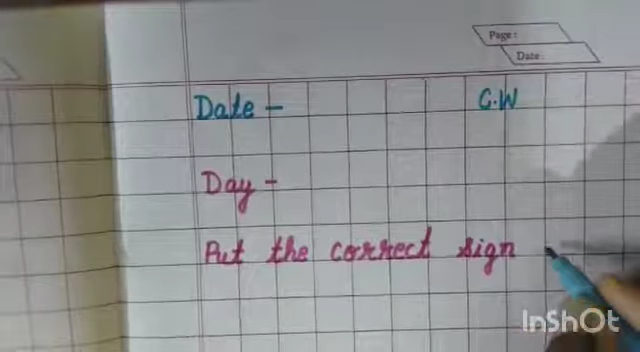 Page :
Date
Date - C.W
Day -
Put the correct sign
InShOt